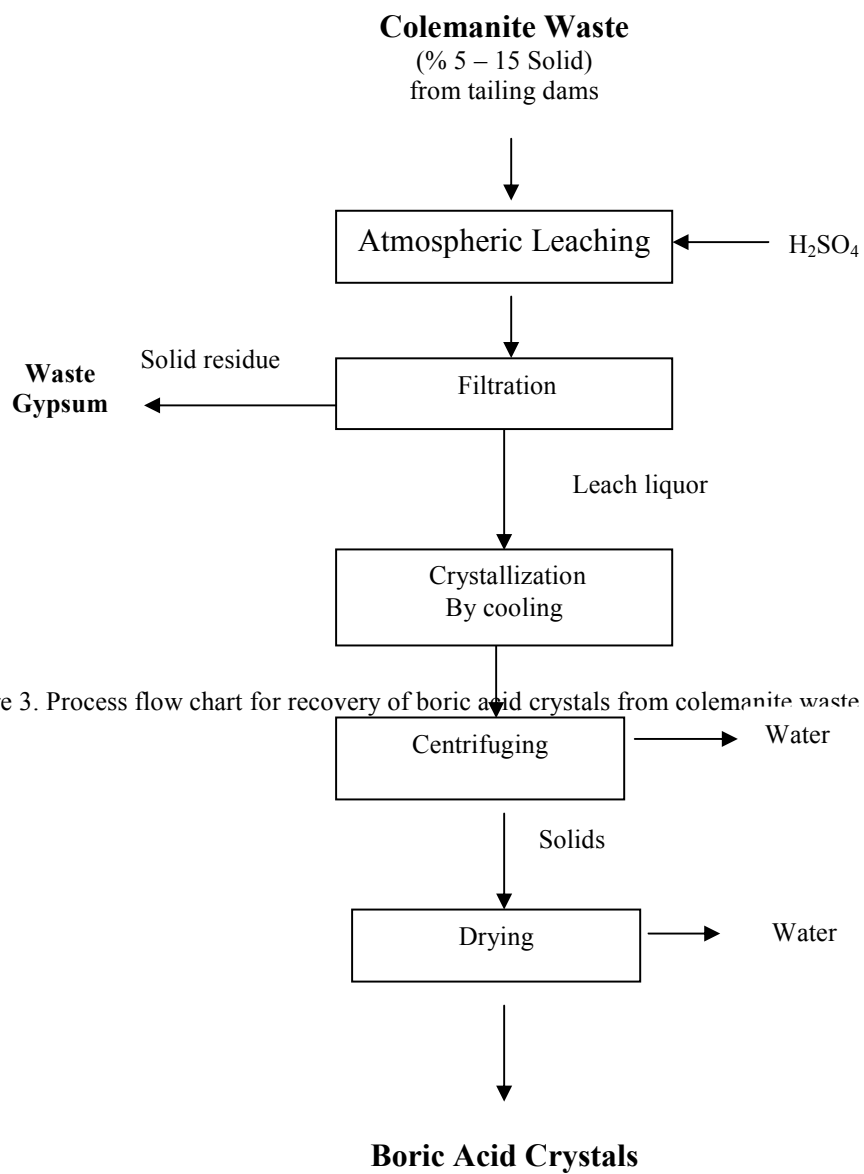 Colemanite Waste
(% 5 – 15 Solid)
from tailing dams
Atmospheric Leaching
H₂SO₄
Solid residue
Waste
Gypsum
Filtration
Leach liquor
Crystallization
By cooling
e 3. Process flow chart for recovery of boric acid crystals from colemanite waste
Centrifuging
Water
Solids
Drying
Water
Boric Acid Crystals